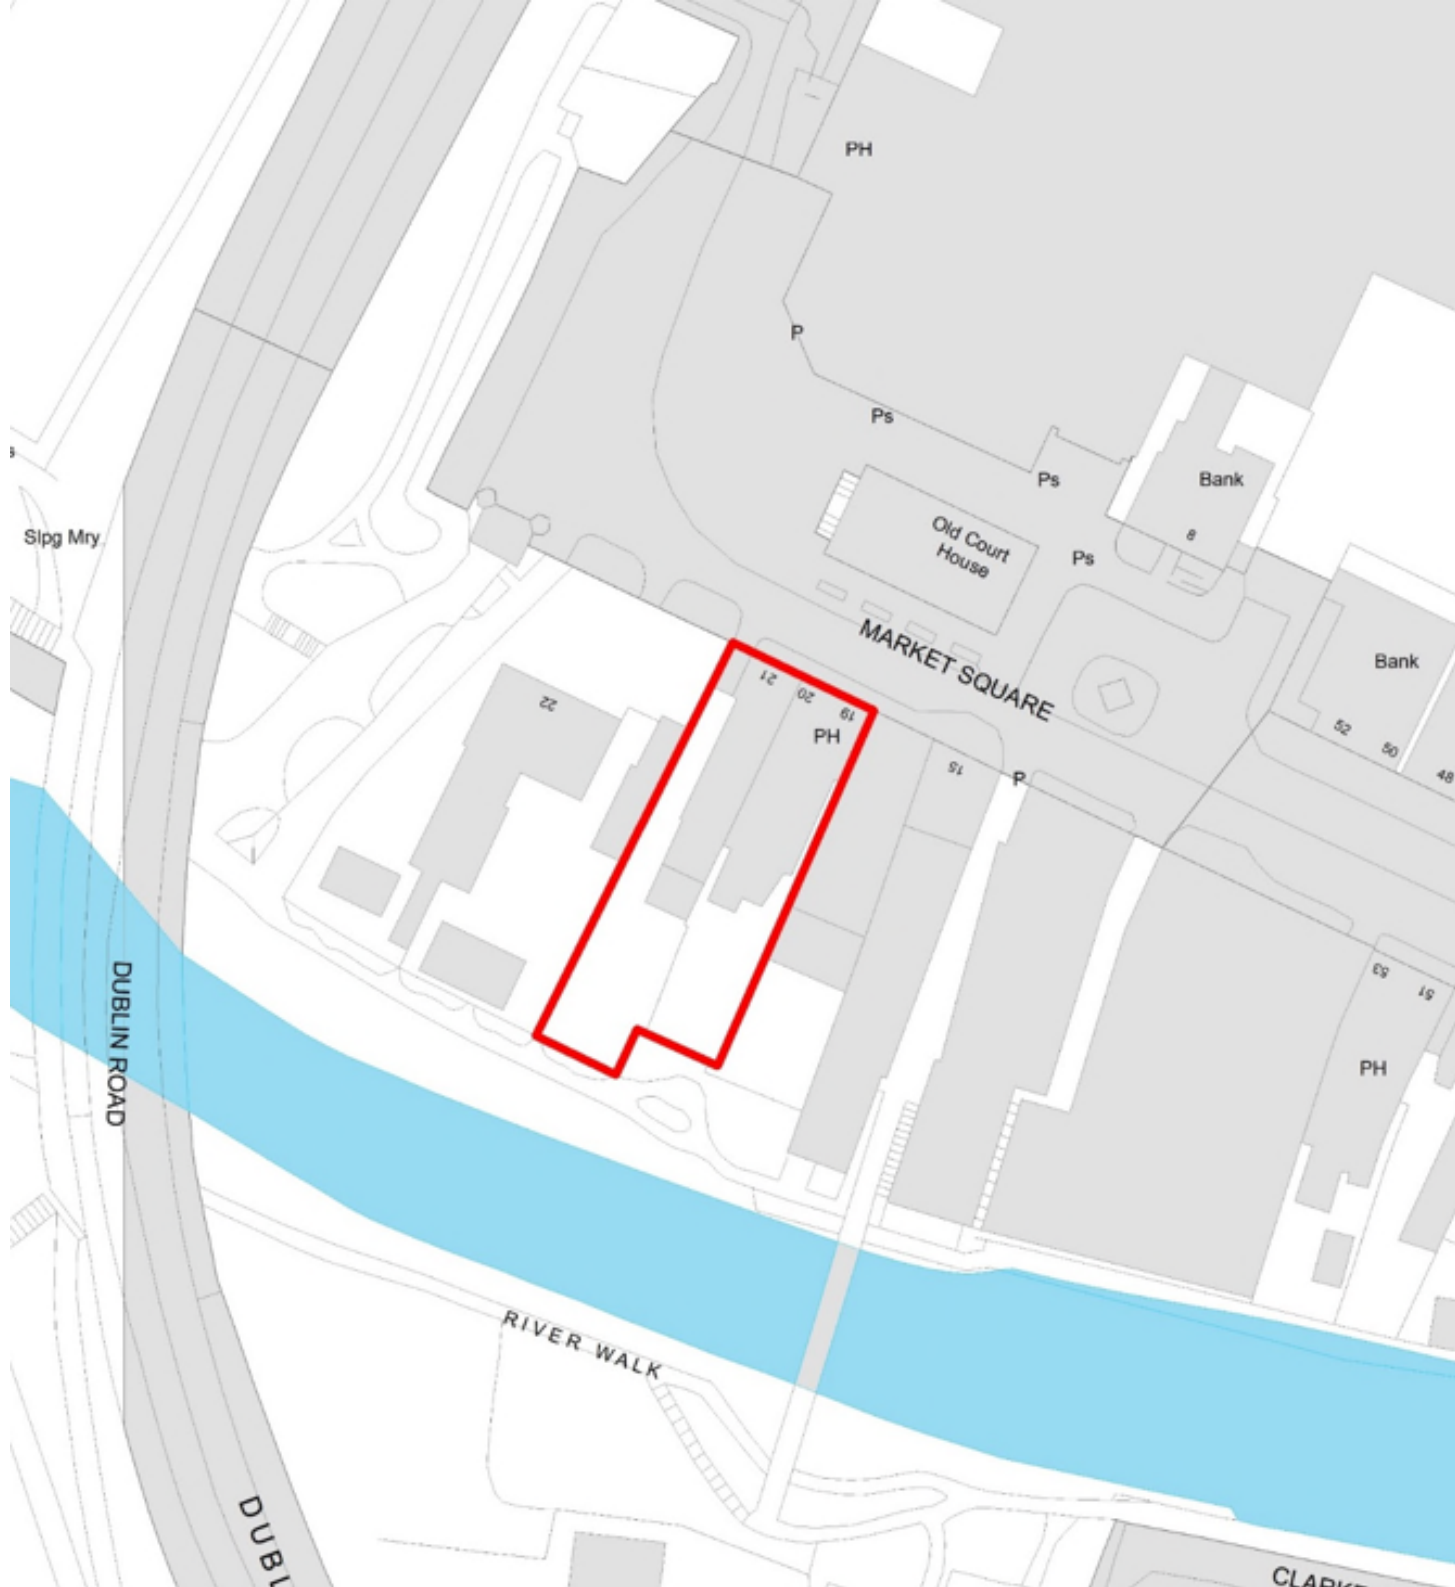 PH
P
Ps
Ps
Bank
8
Slpg Mry
Old Court
House
Ps
MARKET SQUARE
Bank
52
50
48
22
21
20
19
PH
15
P
DUBLIN ROAD
53
51
PH
RIVER WALK
DUBL
CLARK